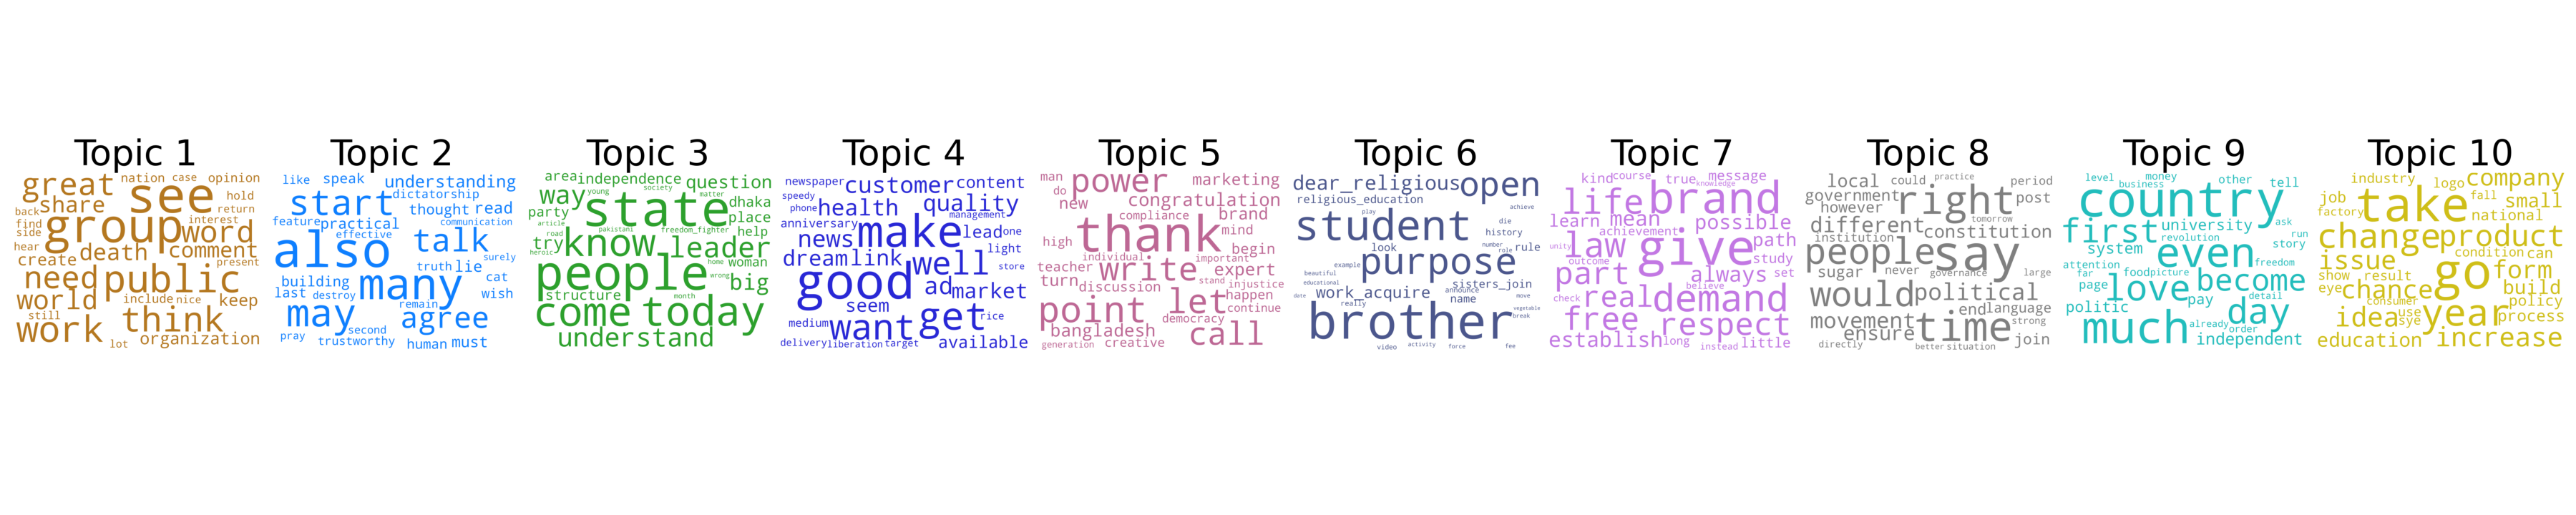 Topic 1
great nation case opinion
see hold
share
back return
find group interest
side word
hear death comment
create present
need public
world include nice keep
still
work think
lot organization
Topic 2
like speak understanding
start dictatorship
thought read
feature practical communication
effective
also talk
truth lie surely
building cat
last destroy many wish
remain
may agree
second
pray trustworthy human must
Topic 3
area independence question
way young society matter
state dhaka
party place
article road pakistani freedom_fighter help
try know leader
heroic home woman
people wrong big
structure month
come today
understand
Topic 4
newspaper customer content
speedy
phone health quality
anniversary management
news make lead one
light
dream link well store
good ad market
seem
medium want get rice
delivery liberation target available
Topic 5
man power marketing
do congratulation
new compliance brand
thank mind
high begin
individual important
teacher write expert
turn discussion stand injustice
point let happen
continue
democracy
bangladesh call
generation creative
Topic 6
dear_religious open
religious_education achieve
play
student die
history
look number role rule
example purpose
beautiful
educational sisters_join
work_acquire announce
date name move
really vegetable
brother break
video activity force fee
Topic 7
kind course true message
knowledge
life brand
learn mean possible
achievement
unity law give path
study
outcome
part always set
check believe
real demand
free respect
establish long instead little
Topic 8
local could practice period
government right post
however
different tomorrow
constitution
institution people say
sugar never governance large
would political
movement end language
ensure time strong
join
directly better situation
Topic 9
level money other tell
business
country
first university ask
revolution run
system even story
attention freedom
far food picture
page love become
politic pay detail
much day
already order
independent
Topic 10
industry logo company
job take fall small
factory national
change product
issue condition can
show result go form
eye chance build
consumer policy
idea use year process
sye
education increase